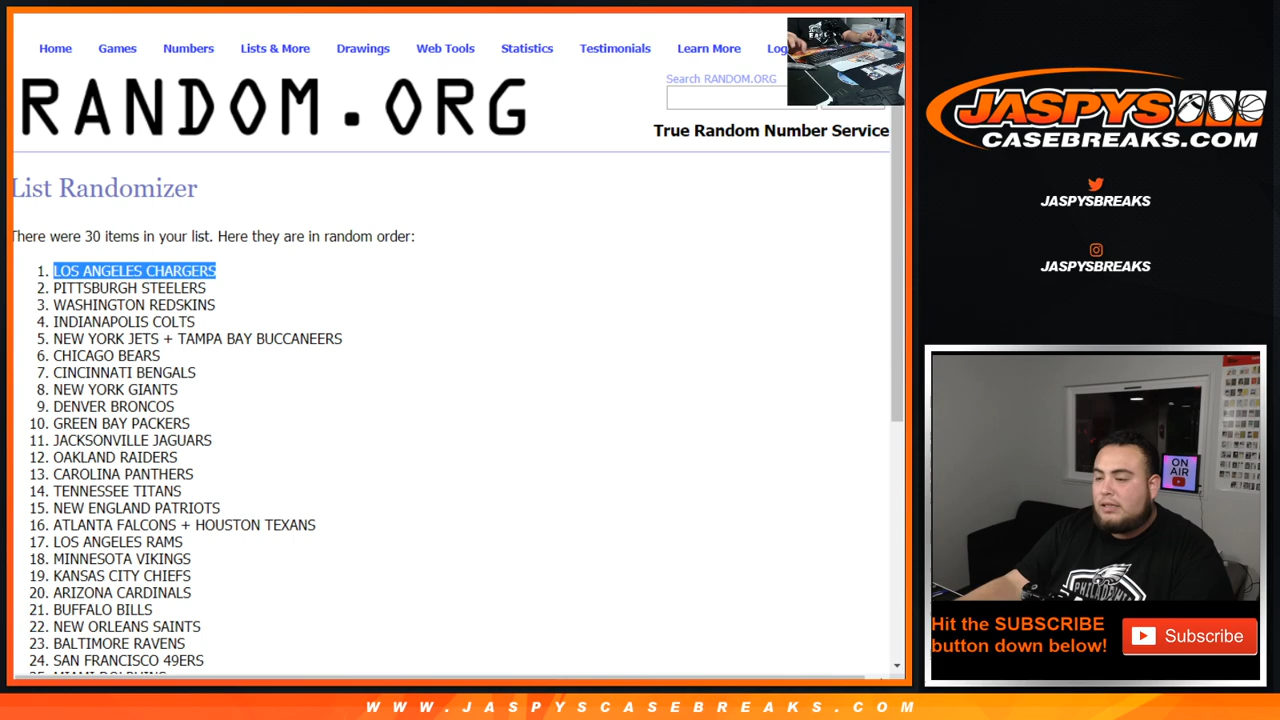 Home Games Numbers Lists & More Drawings Web Tools Statistics Testimonials Learn More
RANDOM.ORG
Search RANDOM.ORG
True Random Number Service
List Randomizer
There were 30 items in your list. Here they are in random order:
1. LOS ANGELES CHARGERS
2. PITTSBURGH STEELERS
3. WASHINGTON REDSKINS
4. INDIANAPOLIS COLTS
5. NEW YORK JETS + TAMPA BAY BUCCANEERS
6. CHICAGO BEARS
7. CINCINNATI BENGALS
8. NEW YORK GIANTS
9. DENVER BRONCOS
10. GREEN BAY PACKERS
11. JACKSONVILLE JAGUARS
12. OAKLAND RAIDERS
13. CAROLINA PANTHERS
14. TENNESSEE TITANS
15. NEW ENGLAND PATRIOTS
16. ATLANTA FALCONS + HOUSTON TEXANS
17. LOS ANGELES RAMS
18. MINNESOTA VIKINGS
19. KANSAS CITY CHIEFS
20. ARIZONA CARDINALS
21. BUFFALO BILLS
22. NEW ORLEANS SAINTS
23. BALTIMORE RAVENS
24. SAN FRANCISCO 49ERS
JASPYS
CASEBREAKS.COM
JASPYSBREAKS
JASPYSBREAKS
ON
AIR
Hit the SUBSCRIBE
button down below!
Subscribe
WWW.JASPYSCASEBREAKS.COM